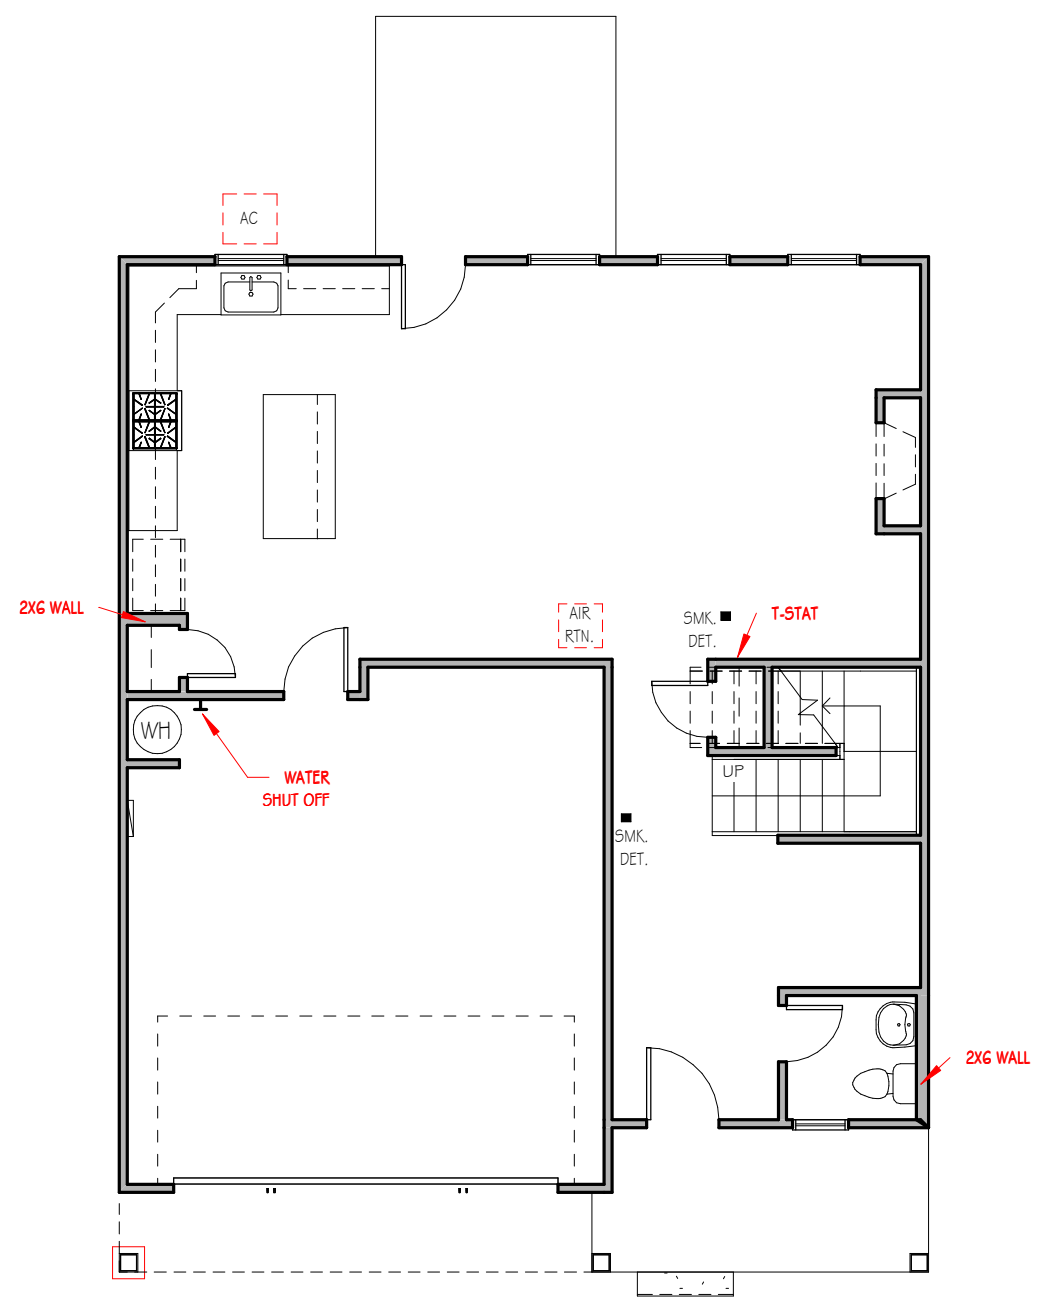 AC
2X6 WALL
AIR
RTN.
SMK.
DET.
T-STAT
WH
WATER
SHUT OFF
UP
SMK.
DET.
2X6 WALL